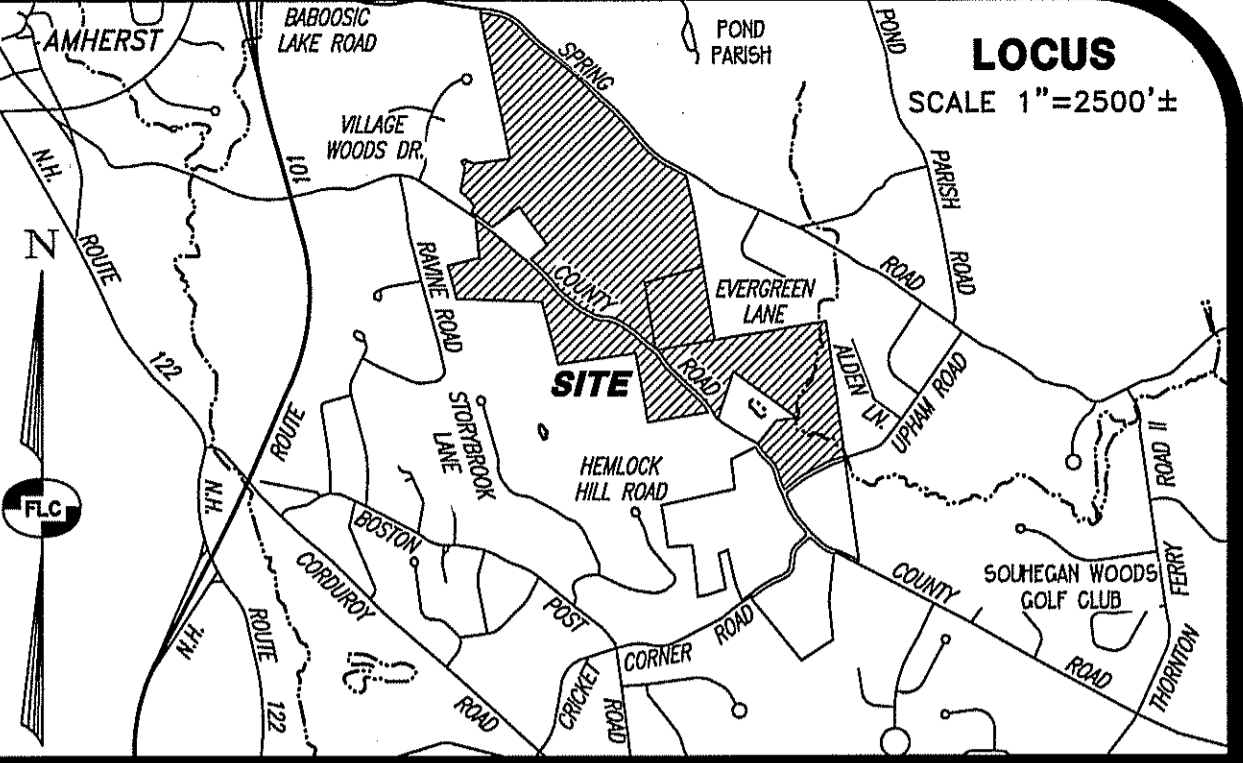 LOCUS
SCALE 1"=2500'±
AMHERST
BABOOSIC
LAKE ROAD
POND
PARISH
SPRING
ROAD
POND
PARISH
ROAD
VILLAGE
WOODS DR.
101
N.H.
ROUTE
122
N
RAVINE ROAD
COUNTY
ROAD
EVERGREEN
LANE
ALDEN
LN.
UPHAM ROAD
SITE
STORYBROOK
LANE
HEMLOCK
HILL ROAD
ROUTE
N.H.
FLC
BOSTON
POST
ROAD
CORDUROY
ROAD
N.H.
ROUTE
122
CRICKET
CORNER
ROAD
COUNTY
ROAD
SOUHEGAN WOODS
GOLF CLUB
THORNTON
FERRY
ROAD II